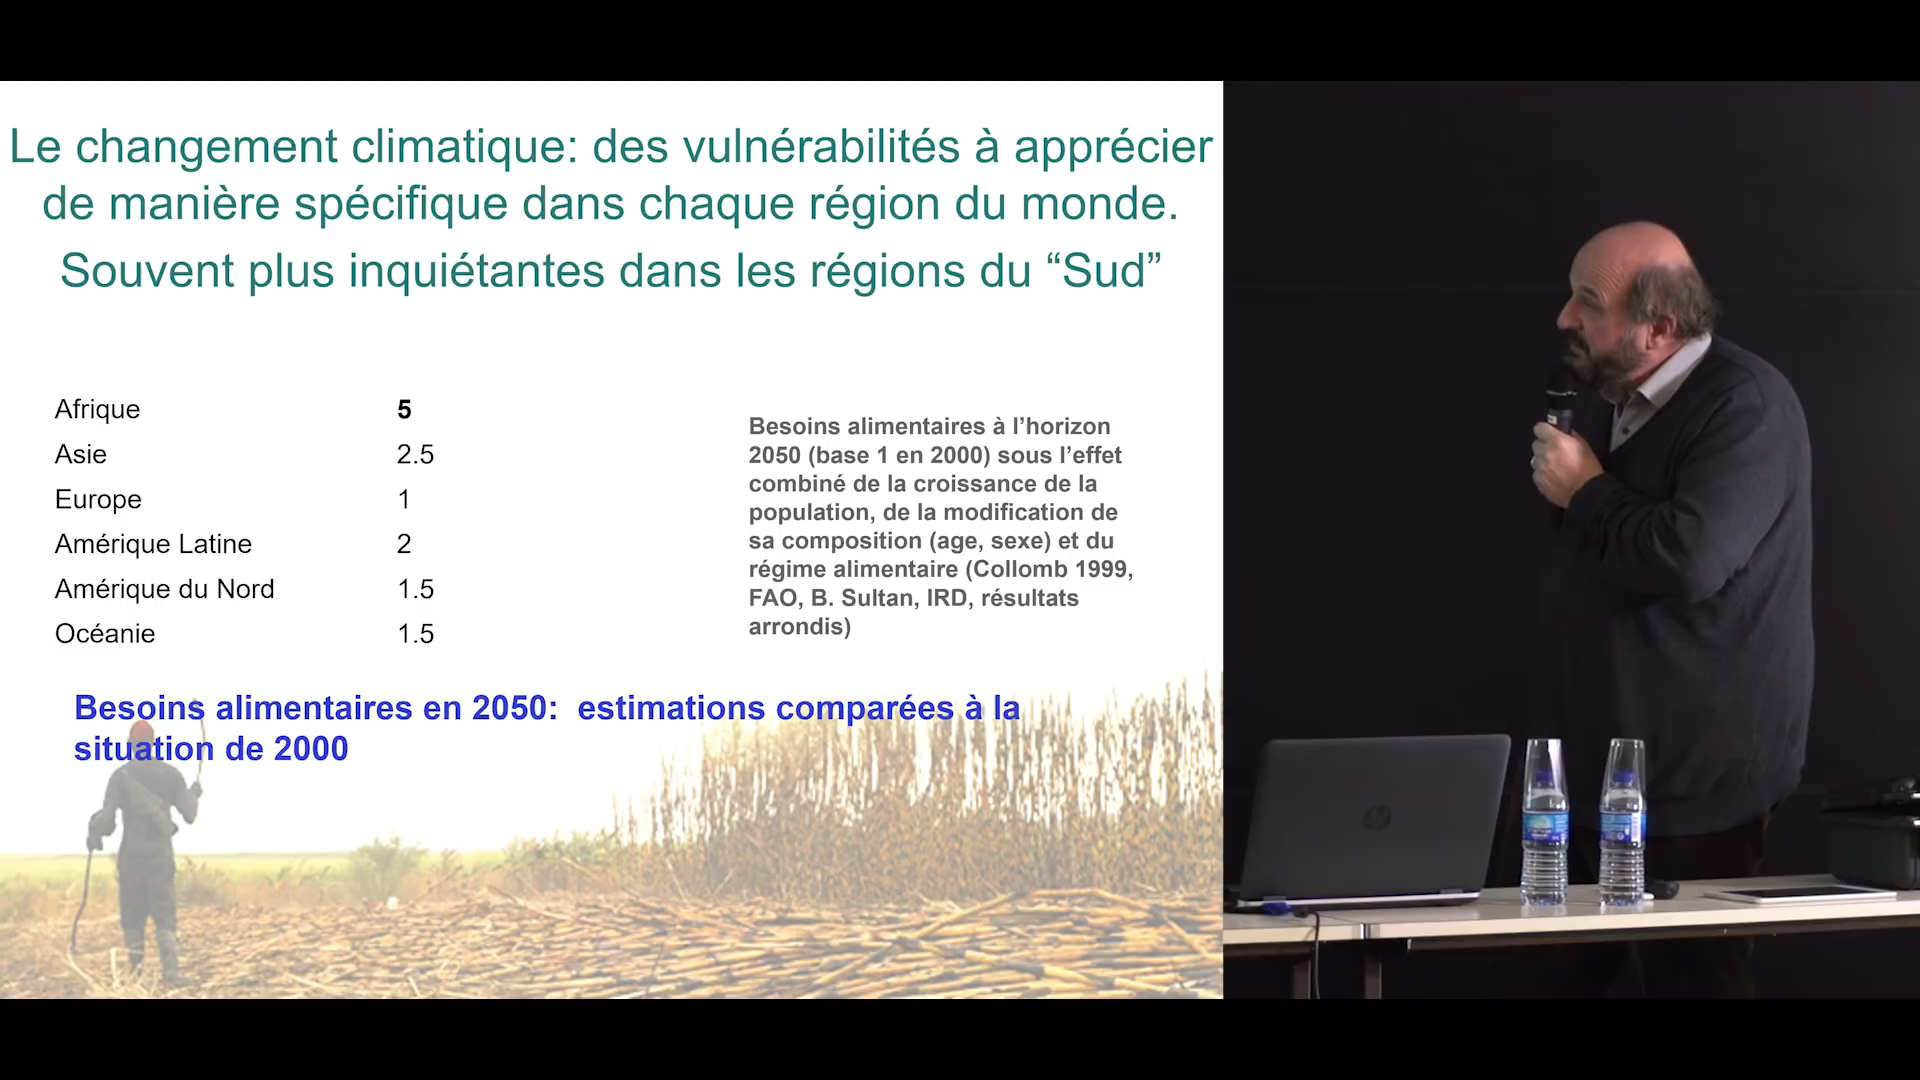 Le changement climatique: des vulnérabilités à apprécier
de manière spécifique dans chaque région du monde.
Souvent plus inquiétantes dans les régions du “Sud”
Afrique 5
Asie 2.5
Europe 1
Amérique Latine 2
Amérique du Nord 1.5
Océanie 1.5
Besoins alimentaires à l’horizon
2050 (base 1 en 2000) sous l’effet
combiné de la croissance de la
population, de la modification de
sa composition (age, sexe) et du
régime alimentaire (Collomb 1999,
FAO, B. Sultan, IRD, résultats
arrondis)
Besoins alimentaires en 2050: estimations comparées à la
situation de 2000
hp